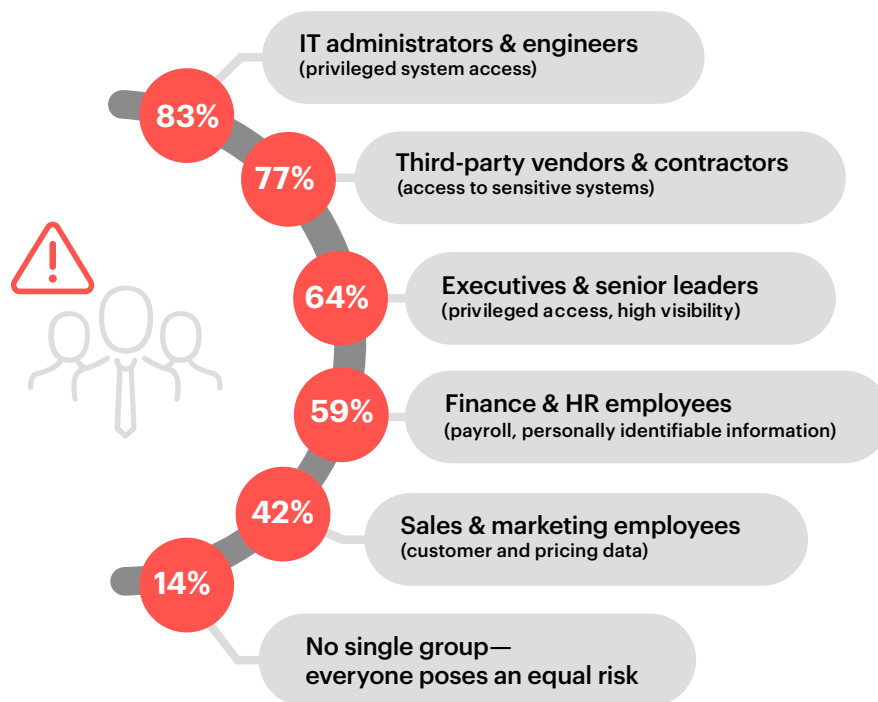 IT administrators & engineers
(privileged system access)
83%
Third-party vendors & contractors
(access to sensitive systems)
77%
Executives & senior leaders
(privileged access, high visibility)
64%
Finance & HR employees
(payroll, personally identifiable information)
59%
Sales & marketing employees
(customer and pricing data)
42%
14%
No single group—
everyone poses an equal risk